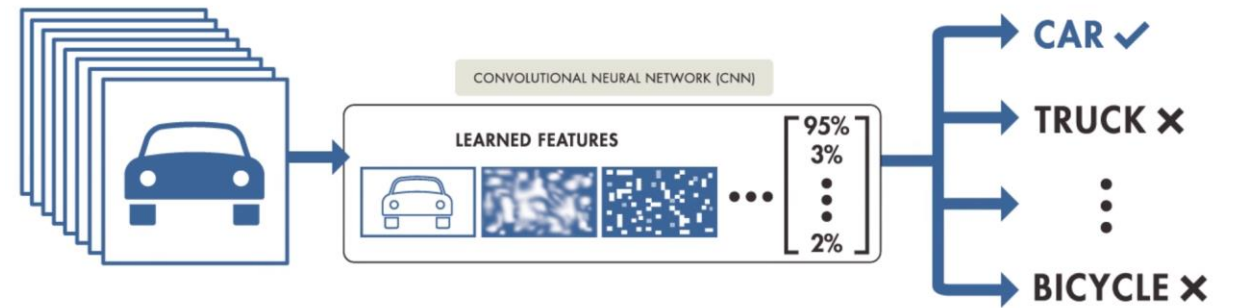 CONVOLUTIONAL NEURAL NETWORK (CNN)
LEARNED FEATURES
95%
3%
2%
CAR
TRUCK
BICYCLE